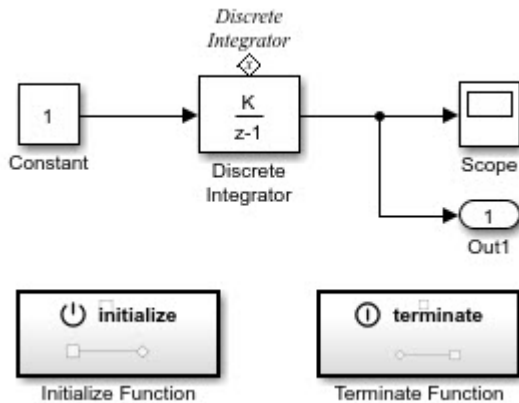 Discrete
Integrator
x
1
K
z-1
Constant
Discrete
Integrator
Scope
1
Out1
initialize
terminate
Initialize Function
Terminate Function